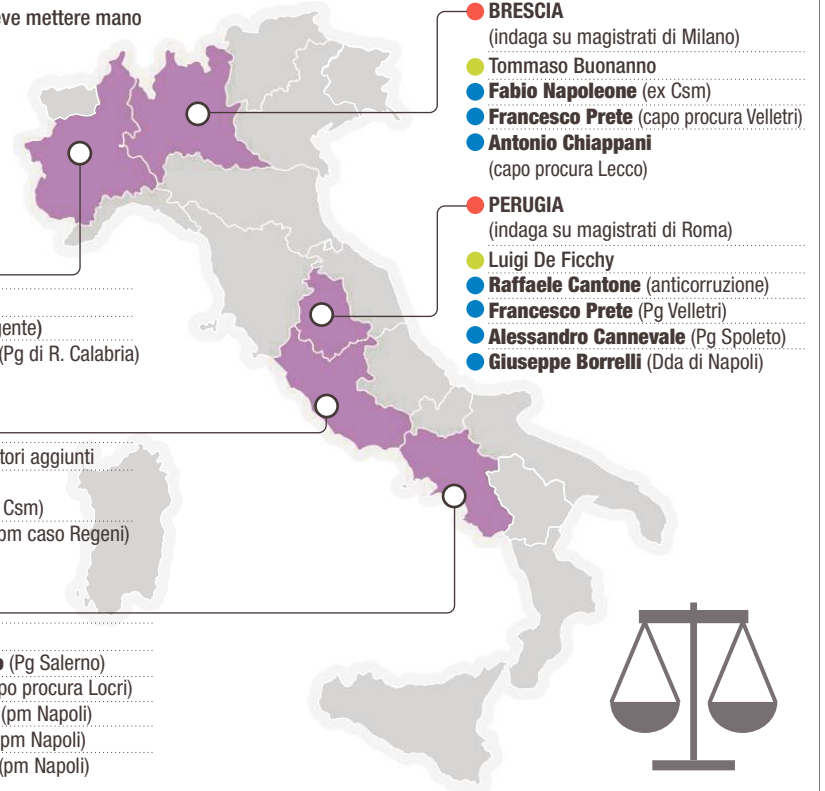 eve mettere mano
BRESCIA
(indaga su magistrati di Milano)
Tommaso Buonanno
Fabio Napoleone (ex Csm)
Francesco Prete (capo procura Velletri)
Antonio Chiappani
(capo procura Lecco)
PERUGIA
(indaga su magistrati di Roma)
Luigi De Ficchy
Raffaele Cantone (anticorruzione)
Francesco Prete (Pg Velletri)
Alessandro Cannevale (Pg Spoleto)
Giuseppe Borrelli (Dda di Napoli)
gente)
(Pg di R. Calabria)
tori aggiunti
Csm)
pm caso Regeni)
o (Pg Salerno)
po procura Locri)
(pm Napoli)
pm Napoli)
(pm Napoli)